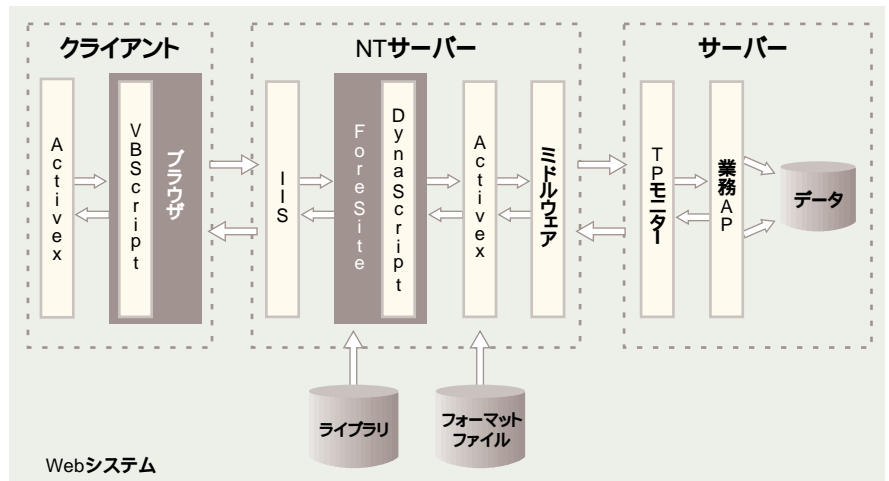 クライアント
NTサーバー
サーバー
Activex
VBScript
ブラウザ
IIS
ForeSite
DynaScript
Activex
ミドルウェア
TPモニター
業務AP
データ
ライブラリ
フォーマット
ファイル
Webシステム